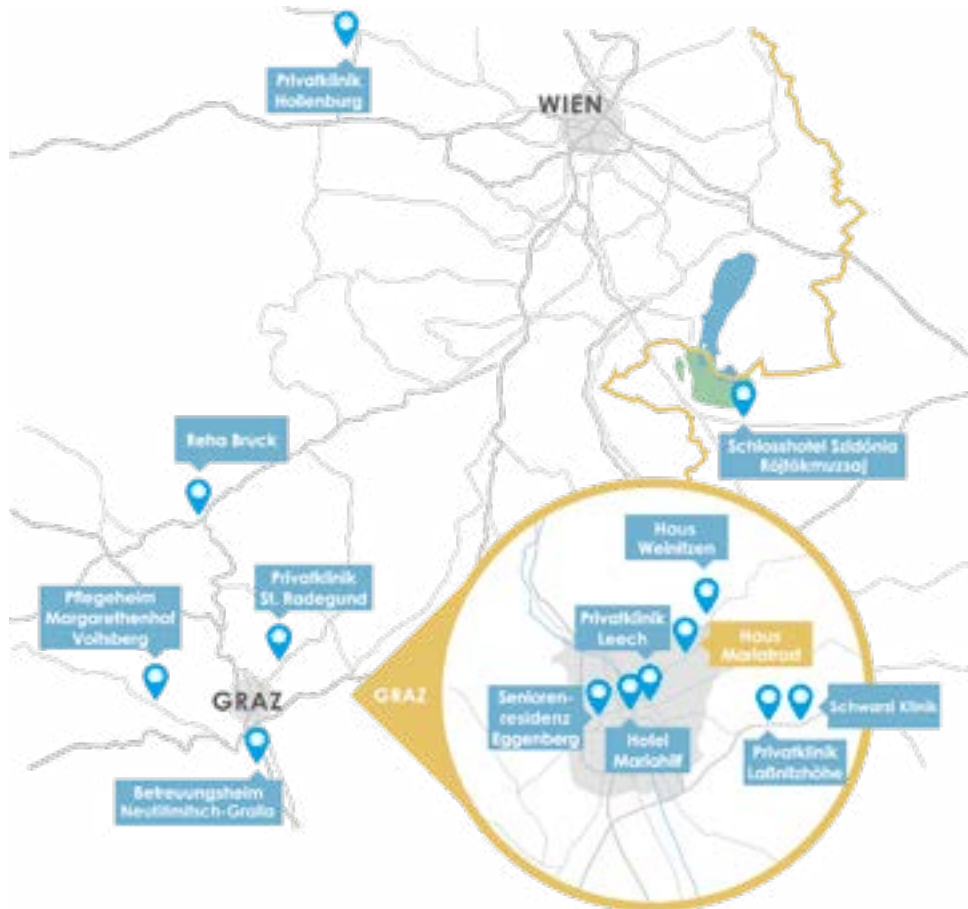 Privatklinik
Hollenburg
WIEN
Schlosshotel Szidónia
Röjtökmuzsaj
Reha Bruck
Haus
Weinitzen
Privatklinik
St. Radegund
Pflegeheim
Margarethenhof
Voitsberg
Privatklinik
Leech
Haus
Mariatrost
GRAZ
GRAZ
Senioren-
residenz
Eggenberg
Schwarzl Klinik
Hotel
Mariahilf
Privatklinik
Laßnitzhöhe
Betreuungsheim
Neutillmitsch-Gralla